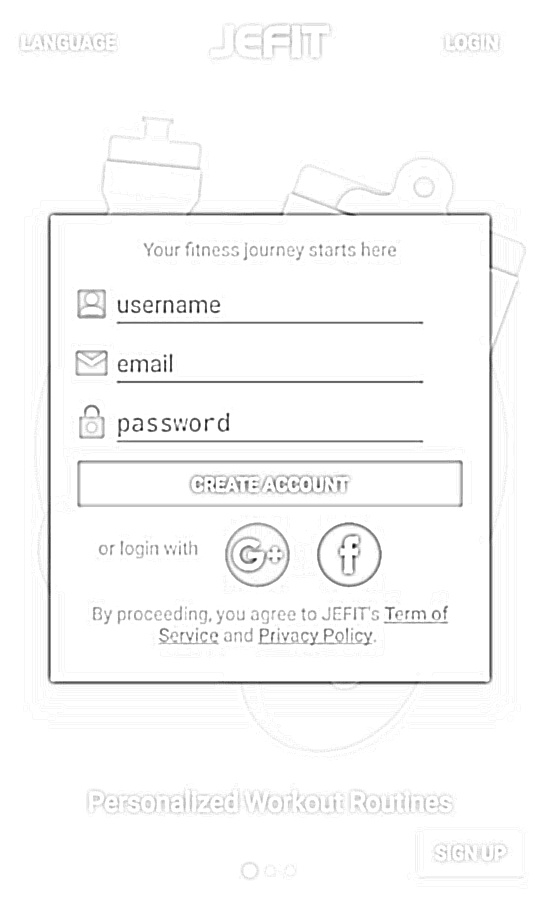 LANGUAGE JEFIT LOGIN
Your fitness journey starts here
username
email
password
CREATE ACCOUNT
or login with G+ f
By proceeding, you agree to JEFIT's Term of
Service and Privacy Policy.
Personalized Workout Routines
SIGN UP